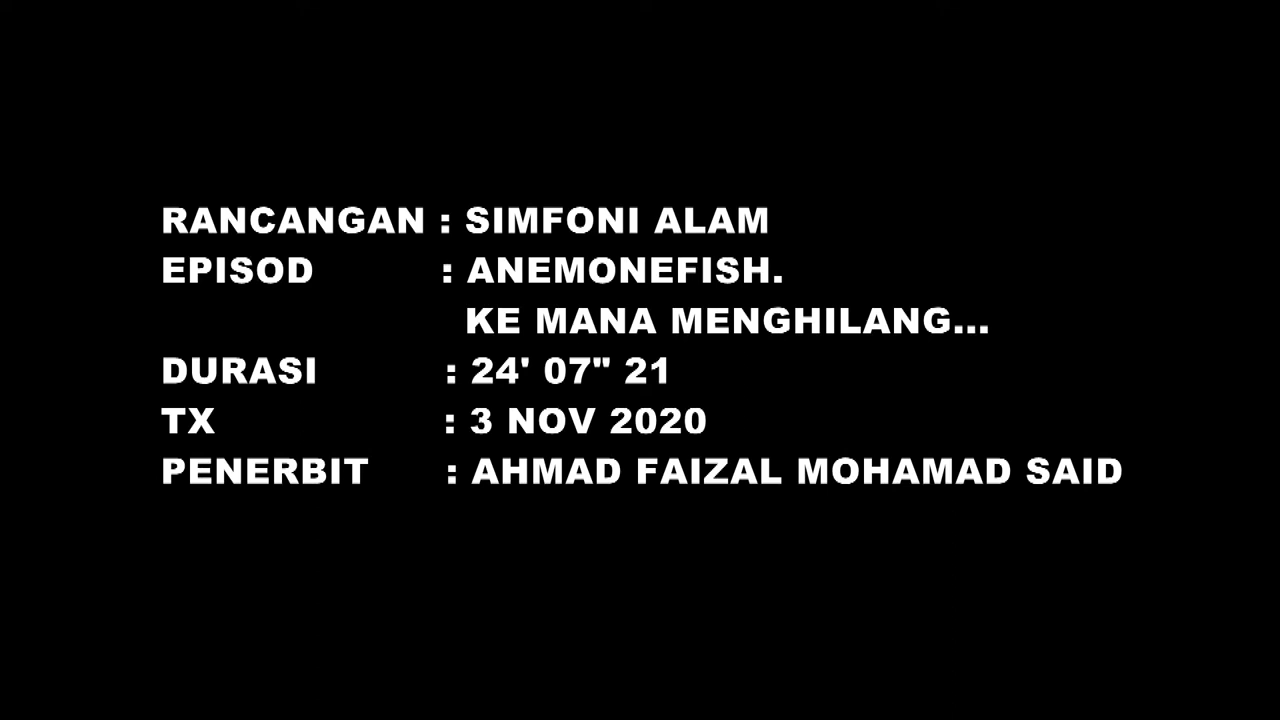 RANCANGAN : SIMFONI ALAM
EPISOD : ANEMONEFISH.
KE MANA MENGHILANG...
DURASI : 24' 07" 21
TX : 3 NOV 2020
PENERBIT : AHMAD FAIZAL MOHAMAD SAID